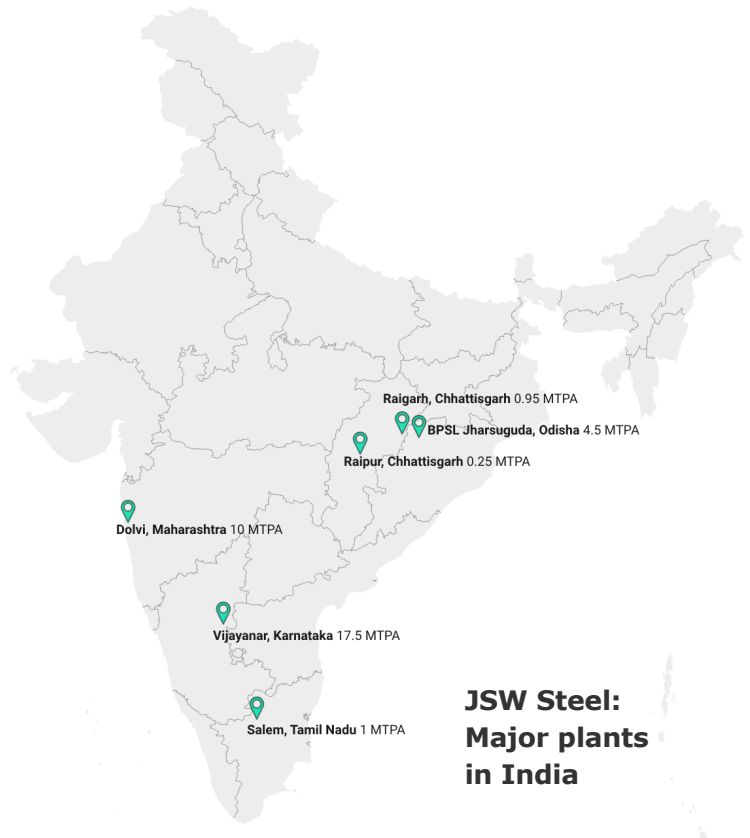 Raigarh, Chhattisgarh 0.95 MTPA
BPSL Jharsuguda, Odisha 4.5 MTPA
Raipur, Chhattisgarh 0.25 MTPA
Dolvi, Maharashtra 10 MTPA
Vijayanar, Karnataka 17.5 MTPA
Salem, Tamil Nadu 1 MTPA
JSW Steel:
Major plants
in India